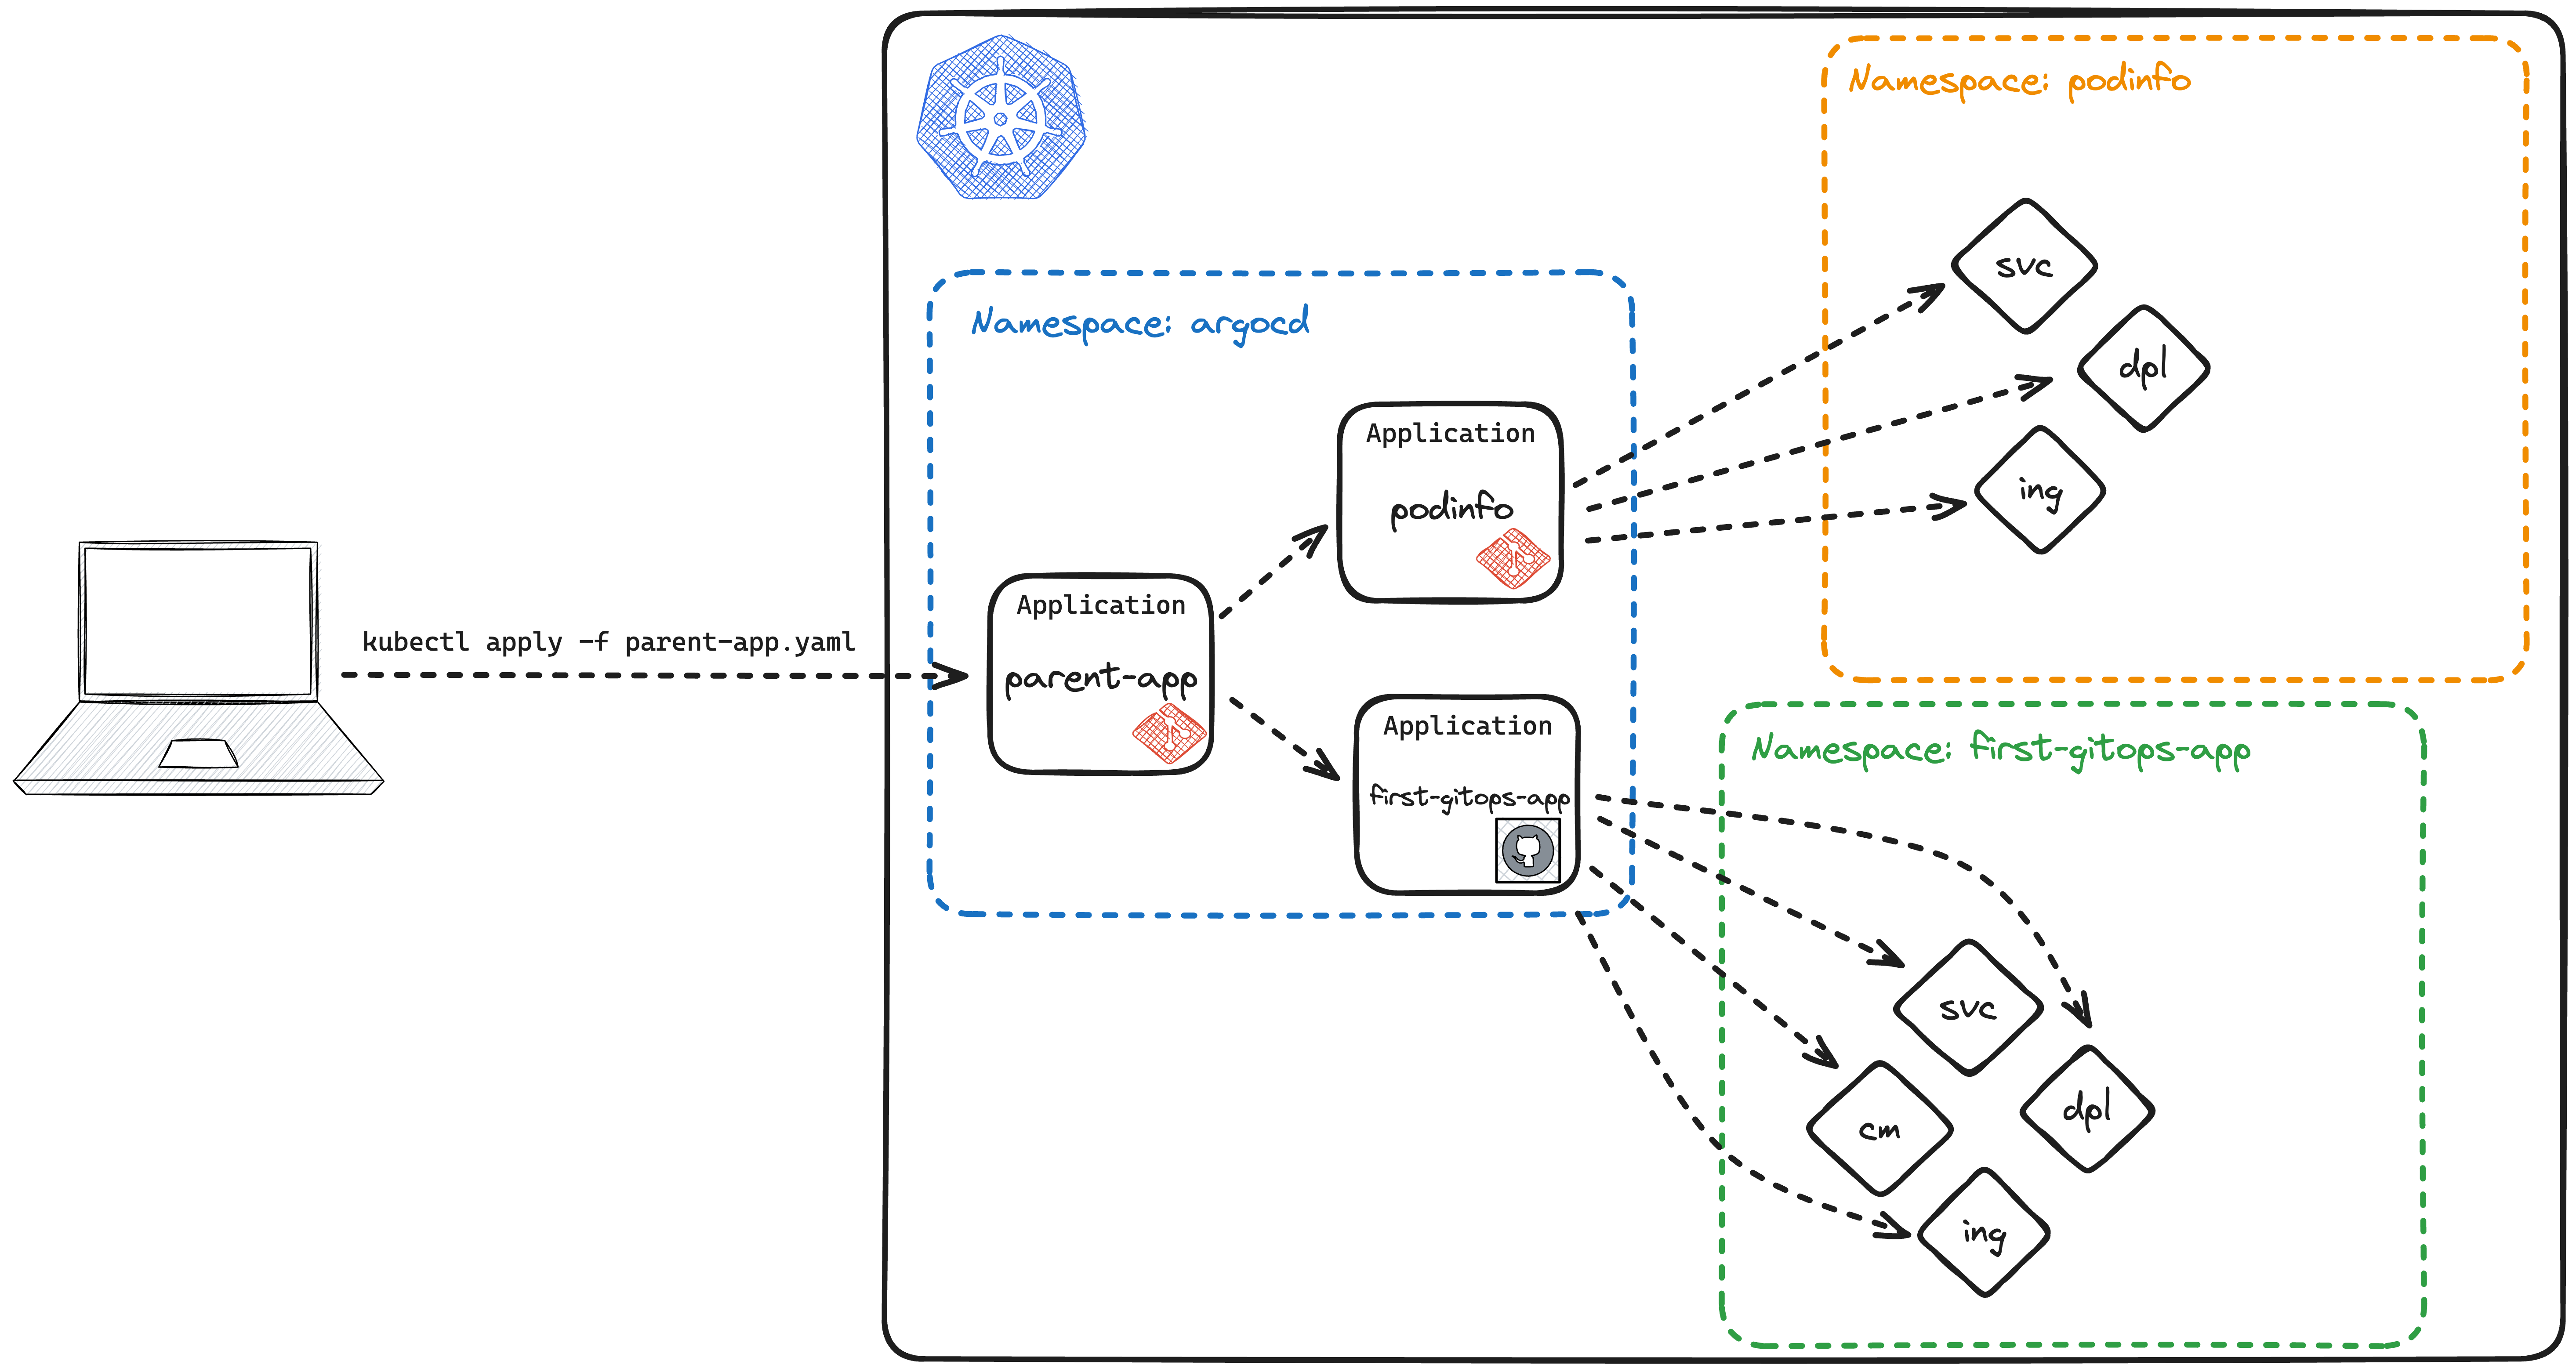 Namespace: podinfo
svc
dpl
ing
Namespace: argocd
Application
podinfo
kubectl apply -f parent-app.yaml
Application
parent-app
Application
first-gitops-app
Namespace: first-gitops-app
svc
dpl
cm
ing